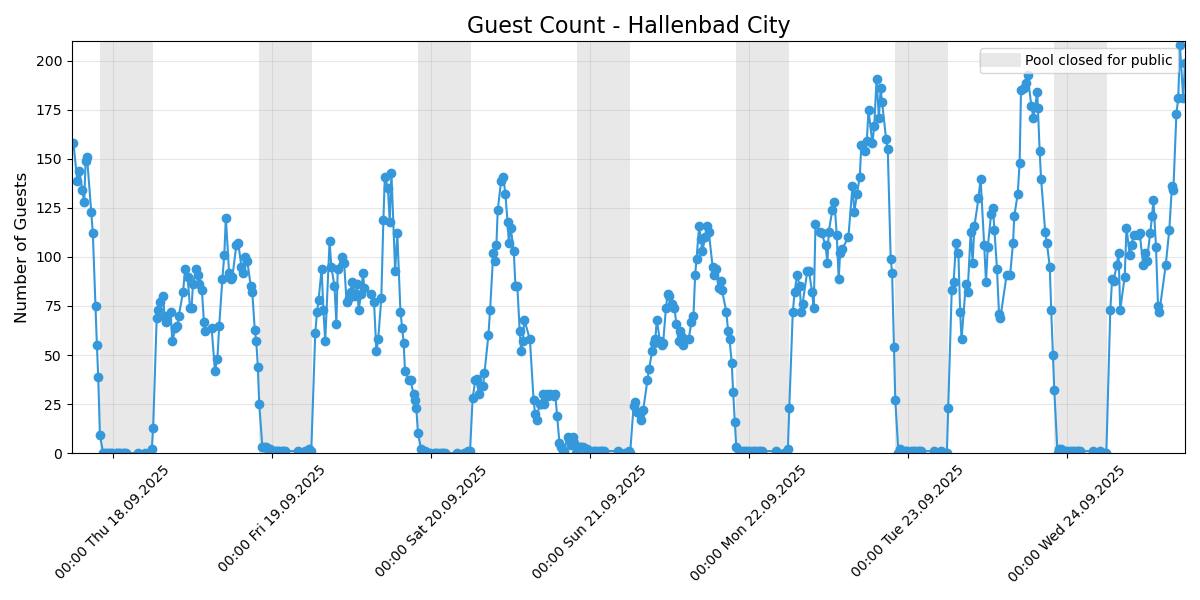 Guest Count - Hallenbad City
Pool closed for public
Number of Guests
200
175
150
125
100
75
50
25
0
00:00 Thu 18.09.2025
00:00 Fri 19.09.2025
00:00 Sat 20.09.2025
00:00 Sun 21.09.2025
00:00 Mon 22.09.2025
00:00 Tue 23.09.2025
00:00 Wed 24.09.2025